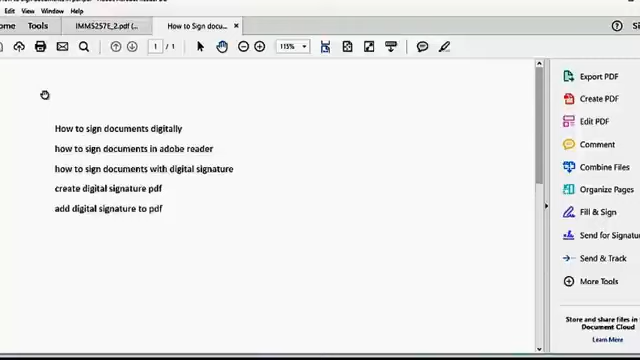 Edit View Window Help
Tools IMM5257E_2.pdf (... How to Sign docu... ×
1 / 1 115%
How to sign documents digitally
how to sign documents in adobe reader
how to sign documents with digital signature
create digital signature pdf
add digital signature to pdf
Export PDF
Create PDF
Edit PDF
Comment
Combine Files
Organize Pages
Fill & Sign
Send for Signatu
Send & Track
More Tools
Store and share files in
Document Cloud
Learn More